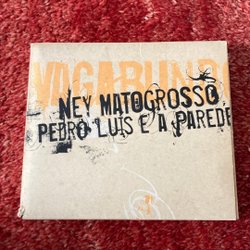 VAGABUNDO
NEY MATOGROSSO,
PEDRO LUÍS E A PAREDE